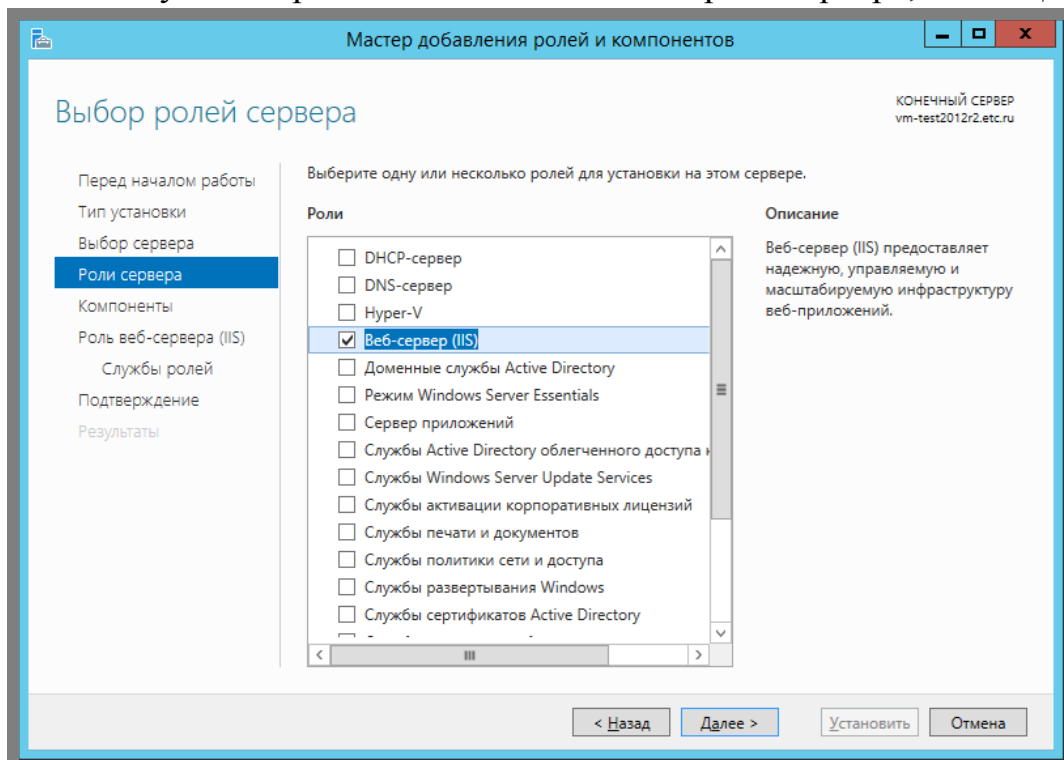 Мастер добавления ролей и компонентов
Выбор ролей сервера
КОНЕЧНЫЙ СЕРВЕР
vm-test2012r2.etc.ru
Перед началом работы
Тип установки
Выбор сервера
Роли сервера
Компоненты
Роль веб-сервера (IIS)
Службы ролей
Подтверждение
Результаты
Выберите одну или несколько ролей для установки на этом сервере.
Роли
DHCP-сервер
DNS-сервер
Hyper-V
Веб-сервер (IIS)
Доменные службы Active Directory
Режим Windows Server Essentials
Сервер приложений
Службы Active Directory облегченного доступа
Службы Windows Server Update Services
Службы активации корпоративных лицензий
Службы печати и документов
Службы политики сети и доступа
Службы развертывания Windows
Службы сертификатов Active Directory
Описание
Веб-сервер (IIS) предоставляет
надежную, управляемую и
масштабируемую инфраструктуру
веб-приложений.
< Назад
Далее >
Установить
Отмена